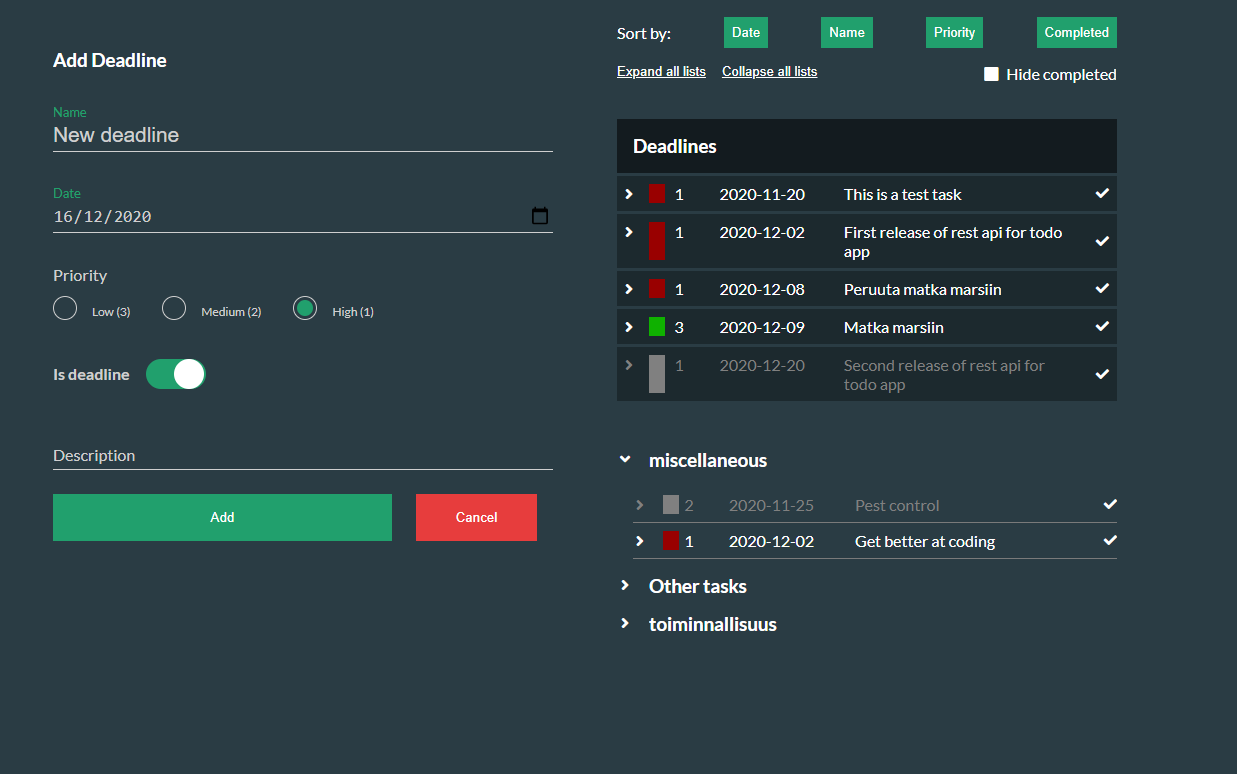 Add Deadline
Name
New deadline
Date
16/12/2020
Priority
Low (3) Medium (2) High (1)
Is deadline
Description
Add Cancel
Sort by: Date Name Priority Completed
Expand all lists Collapse all lists Hide completed
Deadlines
1 2020-11-20 This is a test task
1 2020-12-02 First release of rest api for todo
app
1 2020-12-08 Peruuta matka marsiin
3 2020-12-09 Matka marsiin
1 2020-12-20 Second release of rest api for
todo app
miscellaneous
2 2020-11-25 Pest control
1 2020-12-02 Get better at coding
Other tasks
toiminnallisuus